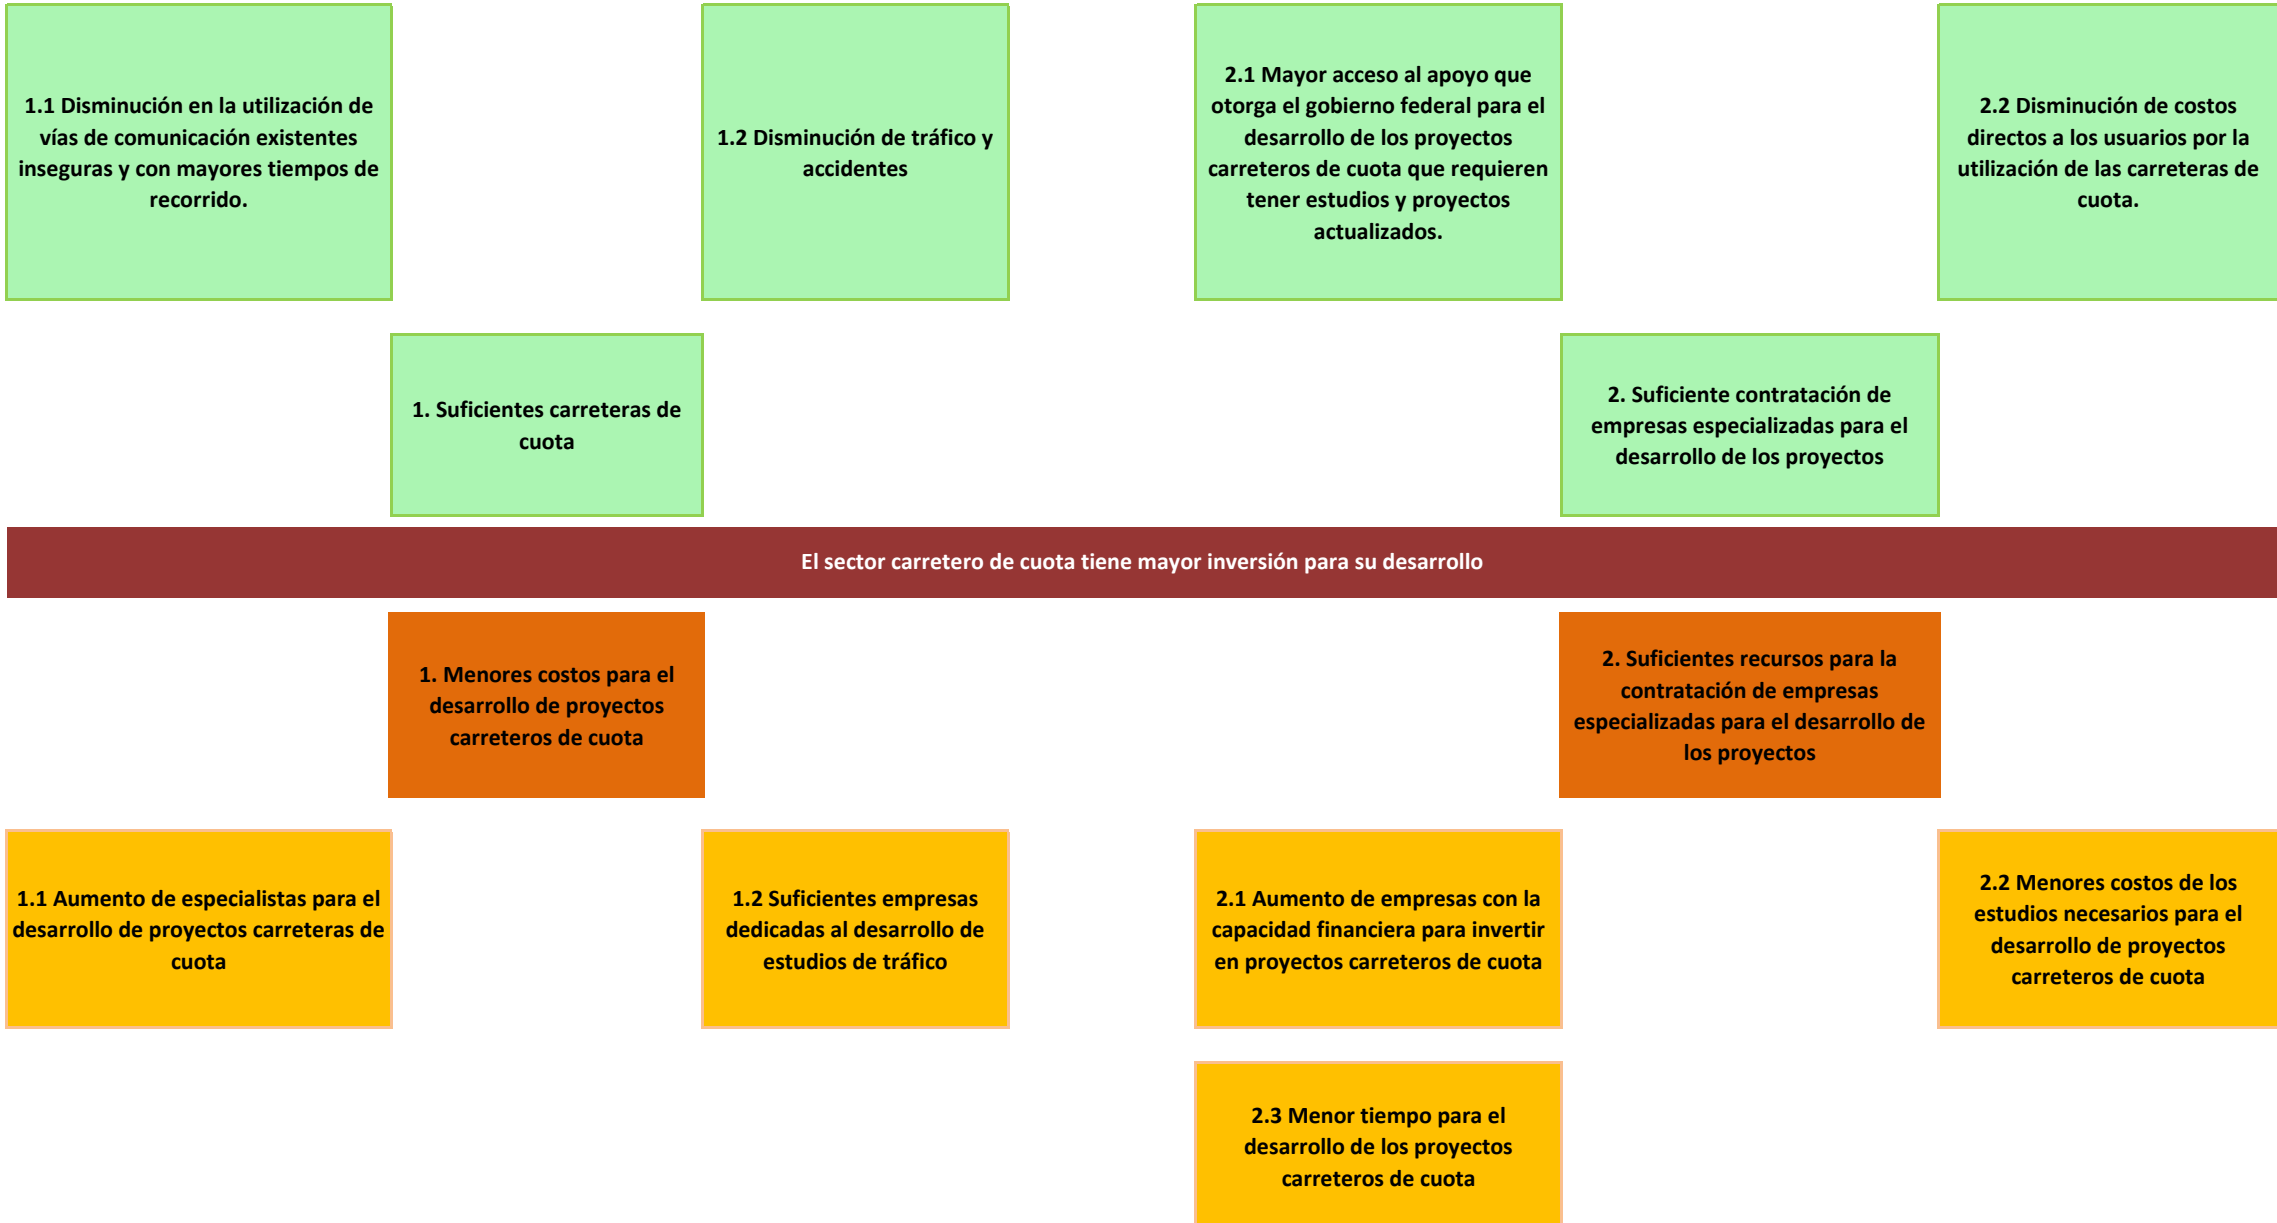 1.1 Disminución en la utilización de
vías de comunicación existentes
inseguras y con mayores tiempos de
recorrido.
1.2 Disminución de tráfico y
accidentes
2.1 Mayor acceso al apoyo que
otorga el gobierno federal para el
desarrollo de los proyectos
carreteros de cuota que requieren
tener estudios y proyectos
actualizados.
2.2 Disminución de costos
directos a los usuarios por la
utilización de las carreteras de
cuota.
1. Suficientes carreteras de
cuota
2. Suficiente contratación de
empresas especializadas para el
desarrollo de los proyectos
El sector carretero de cuota tiene mayor inversión para su desarrollo
1. Menores costos para el
desarrollo de proyectos
carreteros de cuota
2. Suficientes recursos para la
contratación de empresas
especializadas para el desarrollo de
los proyectos
1.1 Aumento de especialistas para el
desarrollo de proyectos carreteras de
cuota
1.2 Suficientes empresas
dedicadas al desarrollo de
estudios de tráfico
2.1 Aumento de empresas con la
capacidad financiera para invertir
en proyectos carreteros de cuota
2.2 Menores costos de los
estudios necesarios para el
desarrollo de proyectos
carreteros de cuota
2.3 Menor tiempo para el
desarrollo de los proyectos
carreteros de cuota